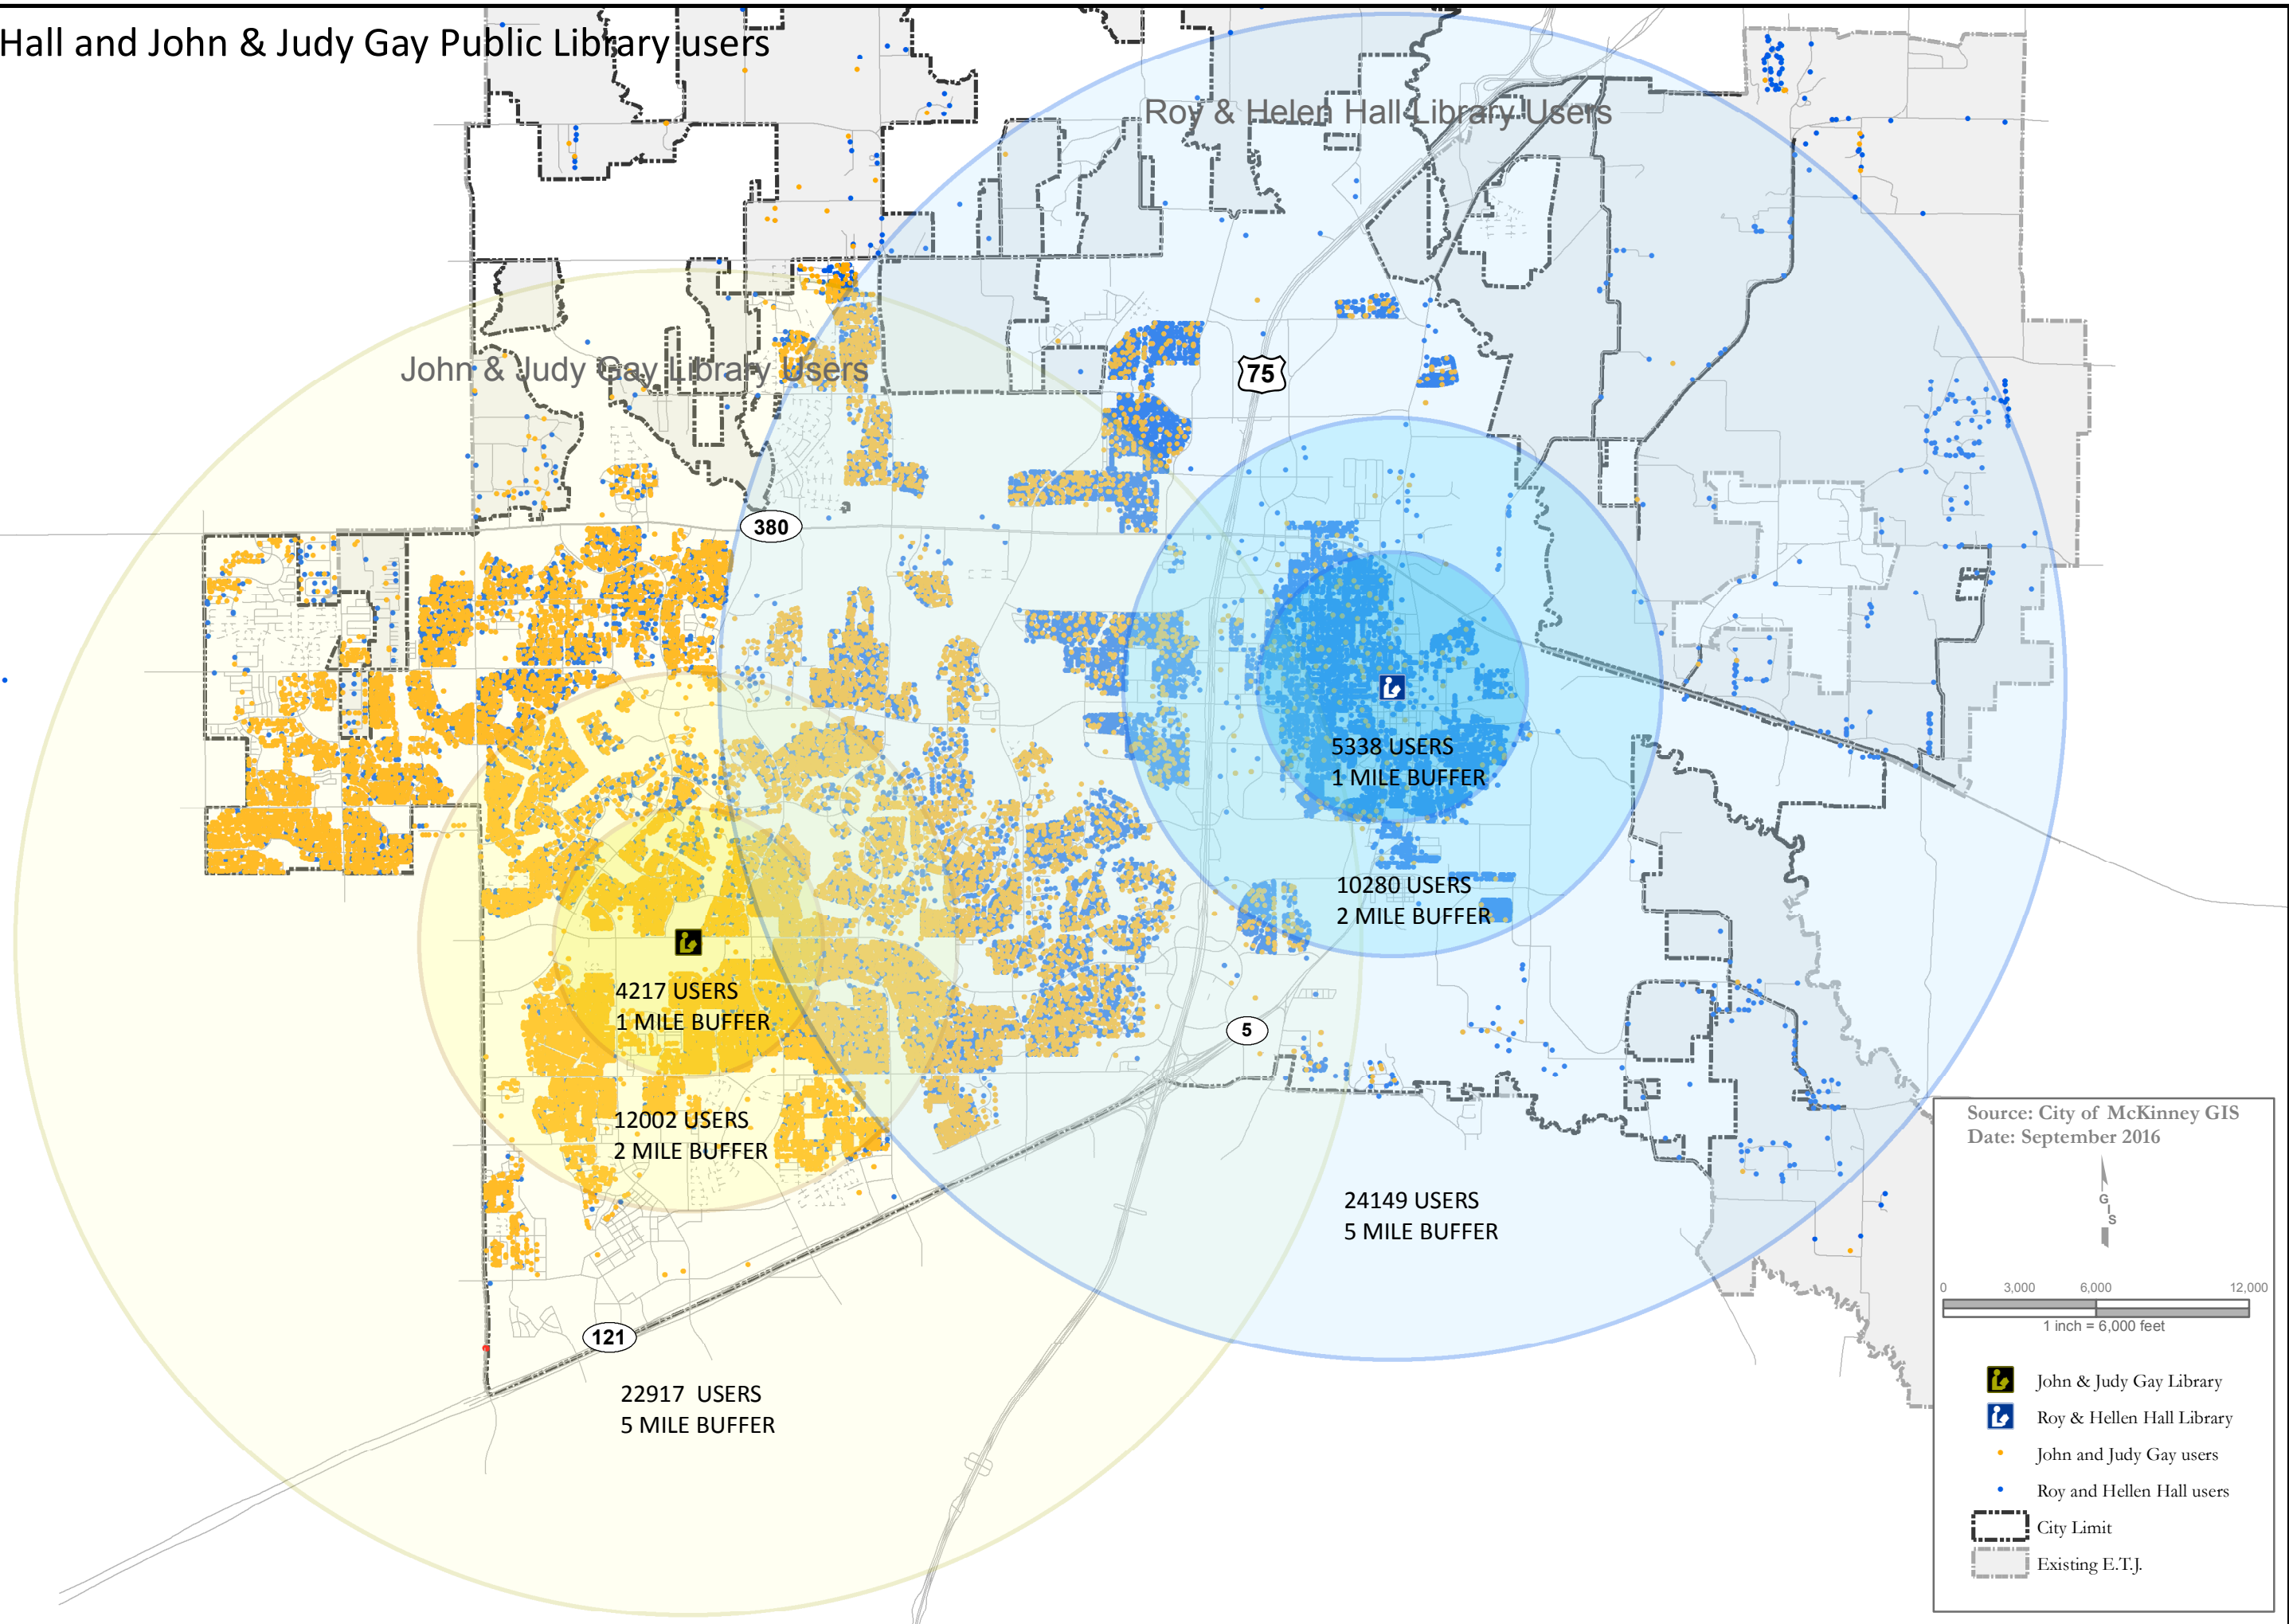 Hall and John & Judy Gay Public Library users
Roy & Helen Hall Library Users
John & Judy Gay Library Users
75
380
5338 USERS
1 MILE BUFFER
10280 USERS
2 MILE BUFFER
4217 USERS
1 MILE BUFFER
5
12002 USERS
2 MILE BUFFER
24149 USERS
5 MILE BUFFER
121
22917 USERS
5 MILE BUFFER
Source: City of McKinney GIS
Date: September 2016
G
I
S
0 3,000 6,000 12,000
1 inch = 6,000 feet
John & Judy Gay Library
Roy & Hellen Hall Library
John and Judy Gay users
Roy and Hellen Hall users
City Limit
Existing E.T.J.